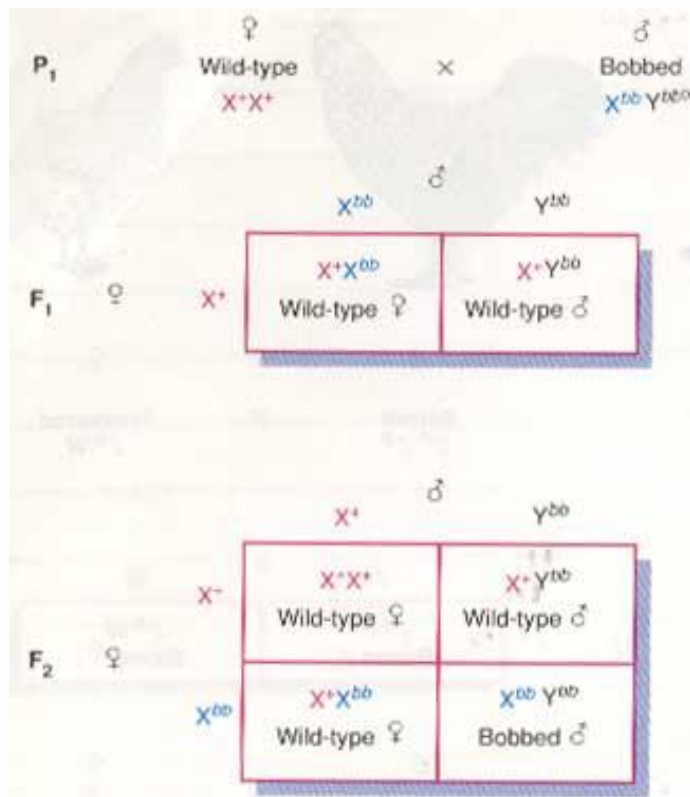 ♀ ♂
P₁ Wild-type × Bobbed
X⁺X⁺ Xᵇᵇ Yᵇᵇ
♂
Xᵇᵇ Yᵇᵇ
X⁺Xᵇᵇ X⁺Yᵇᵇ
F₁ ♀ X⁺ Wild-type ♀ Wild-type ♂
♂
X⁺ Yᵇᵇ
X⁺ X⁺X⁺ X⁺Yᵇᵇ
Wild-type ♀ Wild-type ♂
F₂ ♀
Xᵇᵇ X⁺Xᵇᵇ Xᵇᵇ Yᵇᵇ
Wild-type ♀ Bobbed ♂